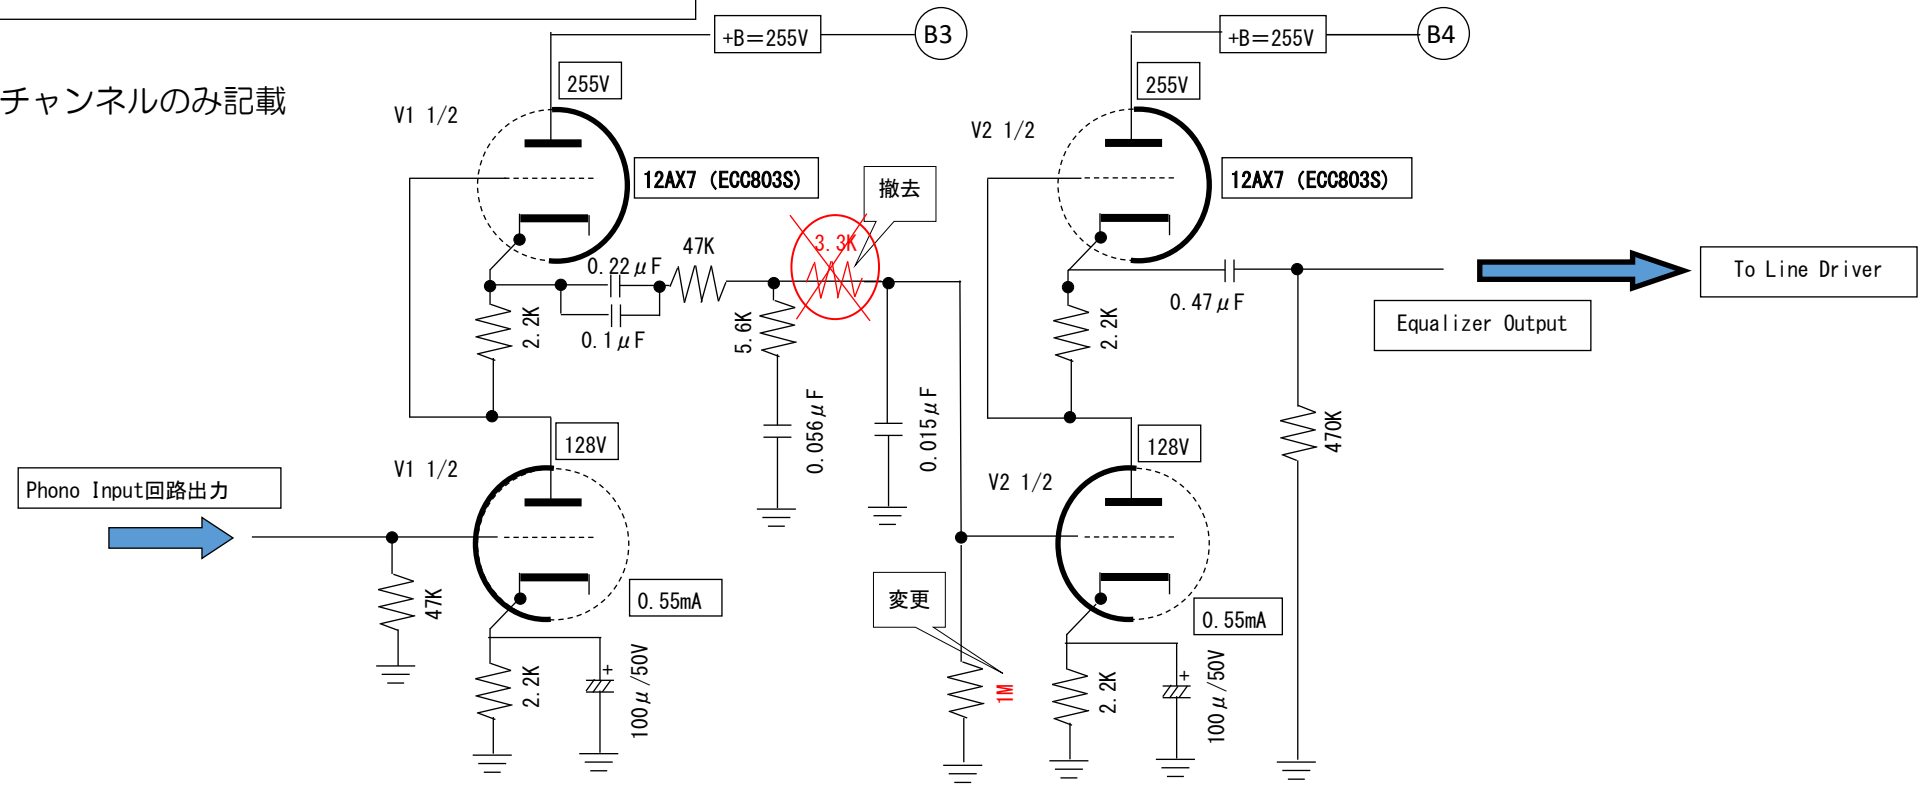 +B=255V
B3
+B=255V
B4
255V
255V
チャンネルのみ記載
V1 1/2
V2 1/2
12AX7 (ECC803S)
撤去
12AX7 (ECC803S)
3.3K
47K
0.22μF
0.1μF
2.2K
5.6K
0.47μF
2.2K
To Line Driver
Equalizer Output
0.056μF
0.015μF
470K
128V
128V
V1 1/2
V2 1/2
Phono Input回路出力
47K
0.55mA
変更
0.55mA
2.2K
100μ/50V
+
1M
2.2K
100μ/50V
+